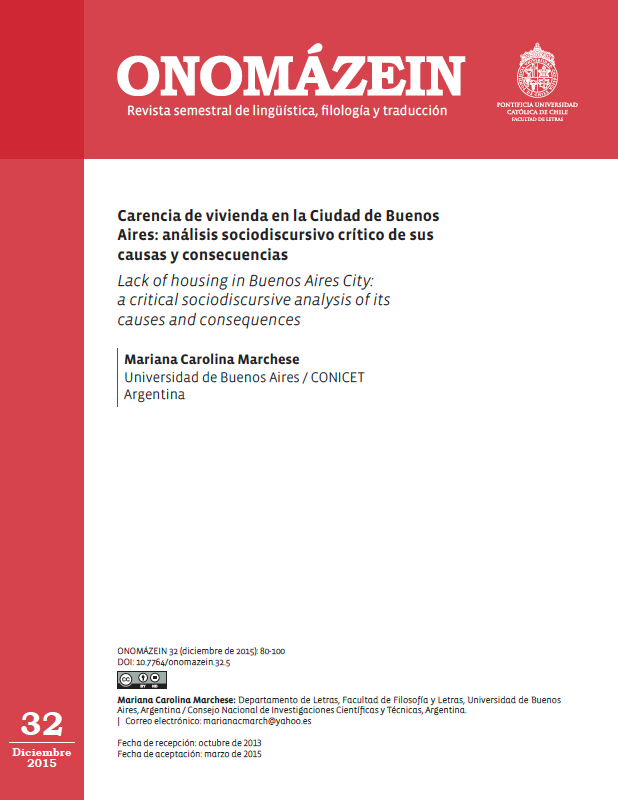 ONOMÁZEIN
Revista semestral de lingüística, filología y traducción
PONTIFICIA UNIVERSIDAD
CATÓLICA DE CHILE
FACULTAD DE LETRAS
Carencia de vivienda en la Ciudad de Buenos
Aires: análisis sociodiscursivo crítico de sus
causas y consecuencias
Lack of housing in Buenos Aires City:
a critical sociodiscursive analysis of its
causes and consequences
Mariana Carolina Marchese
Universidad de Buenos Aires / CONICET
Argentina
ONOMÁZEIN 32 (diciembre de 2015): 80-100
DOI: 10.7764/onomazein.32.5
cc
BY ND
Mariana Carolina Marchese: Departamento de Letras, Facultad de Filosofía y Letras, Universidad de Buenos
Aires, Argentina / Consejo Nacional de Investigaciones Científicas y Técnicas, Argentina.
| Correo electrónico: marianacmarch@yahoo.es
Fecha de recepción: octubre de 2013
Fecha de aceptación: marzo de 2015
32
Diciembre
2015